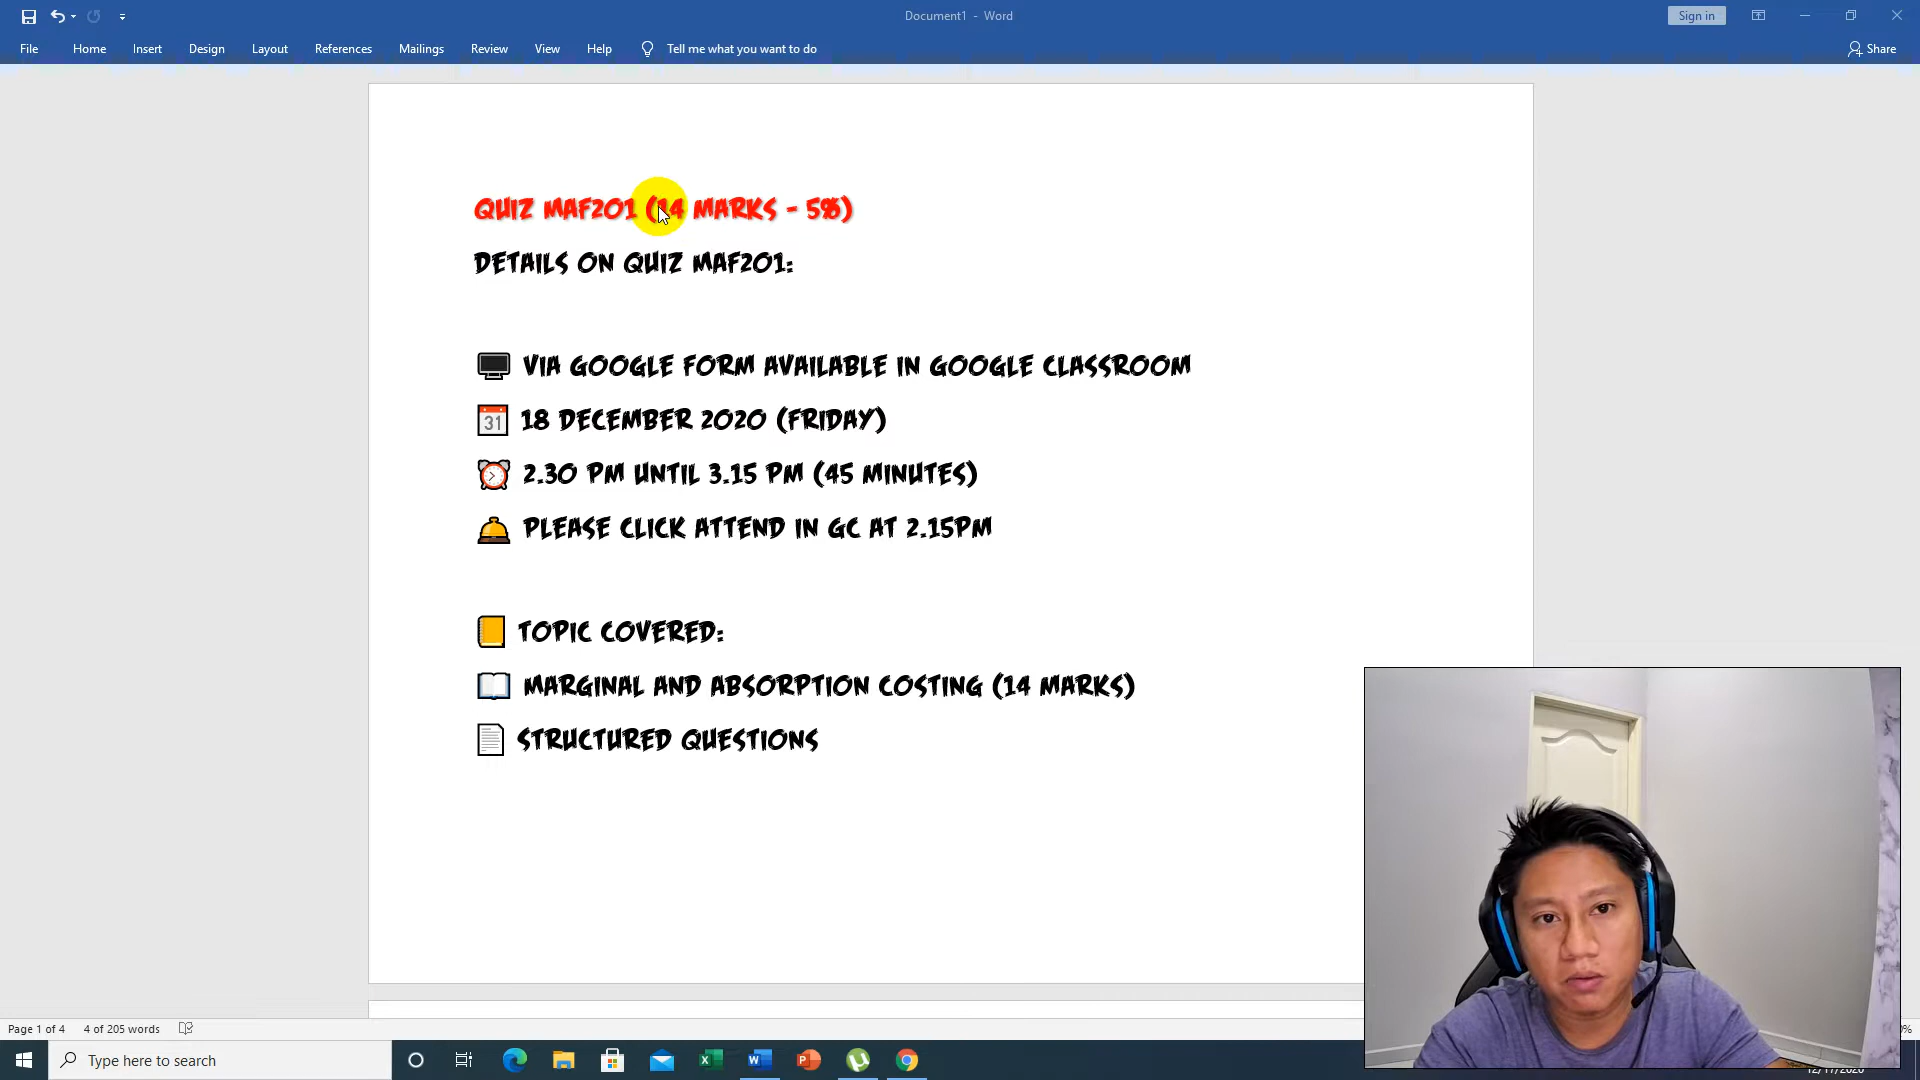 Document1 - Word
Sign in
File Home Insert Design Layout References Mailings Review View Help Tell me what you want to do Share
QUIZ MAF201 (14 MARKS - 5%)
DETAILS ON QUIZ MAF201:
VIA GOOGLE FORM AVAILABLE IN GOOGLE CLASSROOM
31 18 DECEMBER 2020 (FRIDAY)
2.30 PM UNTIL 3.15 PM (45 MINUTES)
PLEASE CLICK ATTEND IN GC AT 2.15PM
TOPIC COVERED:
MARGINAL AND ABSORPTION COSTING (14 MARKS)
STRUCTURED QUESTIONS
Page 1 of 4 4 of 205 words
Type here to search
12/17/2020